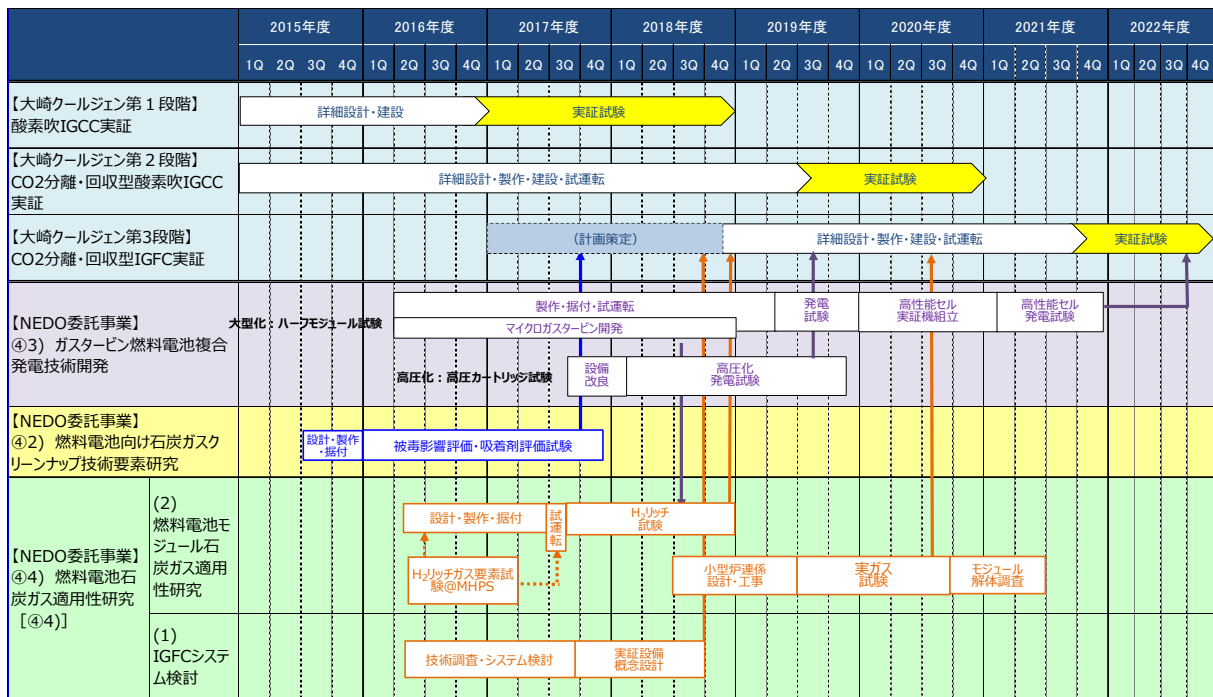 2015年度 2016年度 2017年度 2018年度 2019年度 2020年度 2021年度 2022年度
1Q 2Q 3Q 4Q 1Q 2Q 3Q 4Q 1Q 2Q 3Q 4Q 1Q 2Q 3Q 4Q 1Q 2Q 3Q 4Q 1Q 2Q 3Q 4Q 1Q 2Q 3Q 4Q 1Q 2Q 3Q 4Q
【大崎クールジェン第１段階】
酸素吹IGCC実証
詳細設計・建設
実証試験
【大崎クールジェン第２段階】
CO2分離・回収型酸素吹IGCC
実証
詳細設計・製作・建設・試運転
実証試験
【大崎クールジェン第3段階】
CO2分離・回収型IGFC実証
（計画策定）
詳細設計・製作・建設・試運転
実証試験
【NEDO委託事業】
④3）ガスタービン燃料電池複合
発電技術開発
大型化：ハーフモジュール試験
製作・据付・試運転
マイクロガスタービン開発
発電
試験
高性能セル
実証機組立
高性能セル
発電試験
高圧化：高圧カートリッジ試験
設備
改良
高圧化
発電試験
【NEDO委託事業】
④2）燃料電池向け石炭ガスク
リーンナップ技術要素研究
設計・製作
・据付
被毒影響評価・吸着剤評価試験
【NEDO委託事業】
④4）燃料電池石
炭ガス適用性研究
［④4)］
(2)
燃料電池モ
ジュール石
炭ガス適用
性研究
設計・製作・据付
試
運
転
H2リッチ
試験
H2リッチガス要素試
験@MHPS
小型炉連係
設計・工事
実ガス
試験
モジュール
解体調査
(1)
IGFCシステ
ム検討
技術調査・システム検討
実証設備
概念設計